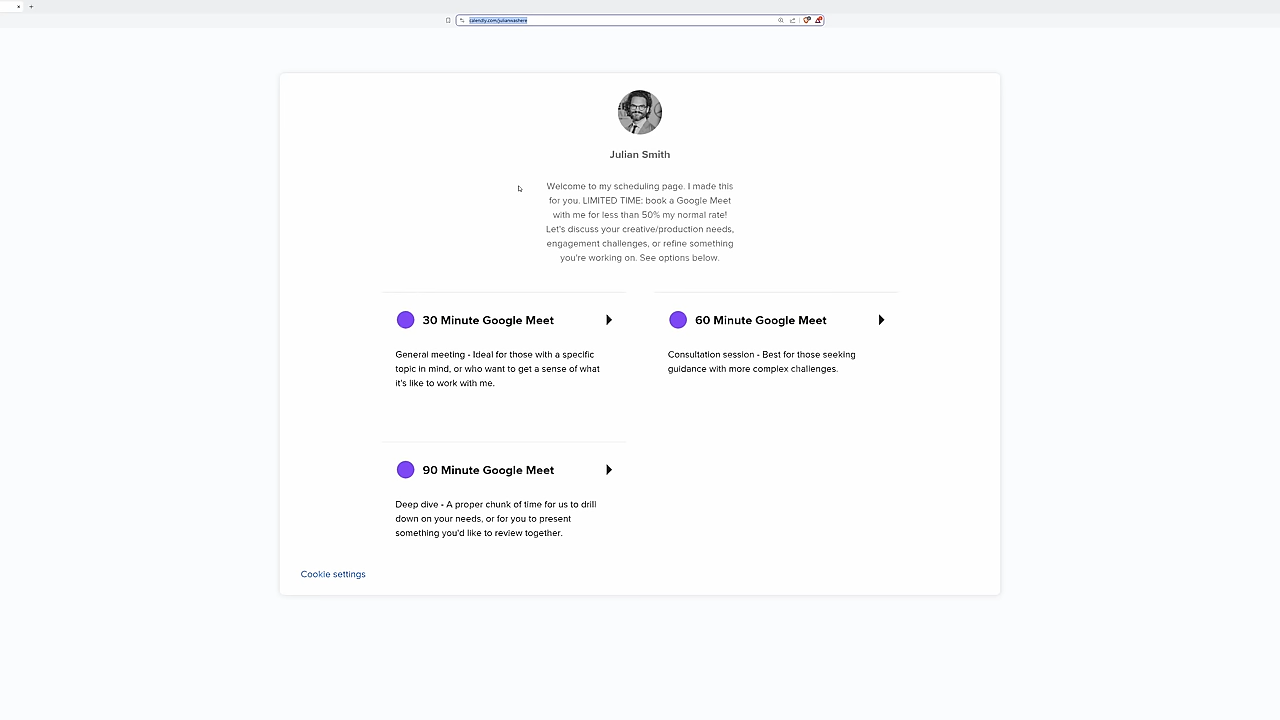 calendly.com/julianwashere
Julian Smith
Welcome to my scheduling page. I made this
for you. LIMITED TIME: book a Google Meet
with me for less than 50% my normal rate!
Let's discuss your creative/production needs,
engagement challenges, or refine something
you're working on. See options below.
30 Minute Google Meet
General meeting - Ideal for those with a specific
topic in mind, or who want to get a sense of what
it's like to work with me.
60 Minute Google Meet
Consultation session - Best for those seeking
guidance with more complex challenges.
90 Minute Google Meet
Deep dive - A proper chunk of time for us to drill
down on your needs, or for you to present
something you'd like to review together.
Cookie settings